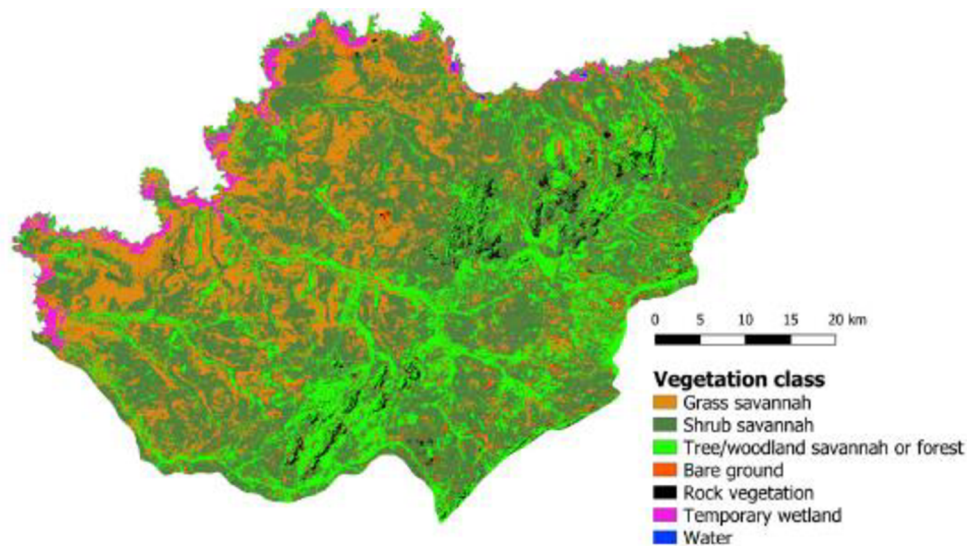 0 5 10 15 20 km
Vegetation class
Grass savannah
Shrub savannah
Tree/woodland savannah or forest
Bare ground
Rock vegetation
Temporary wetland
Water